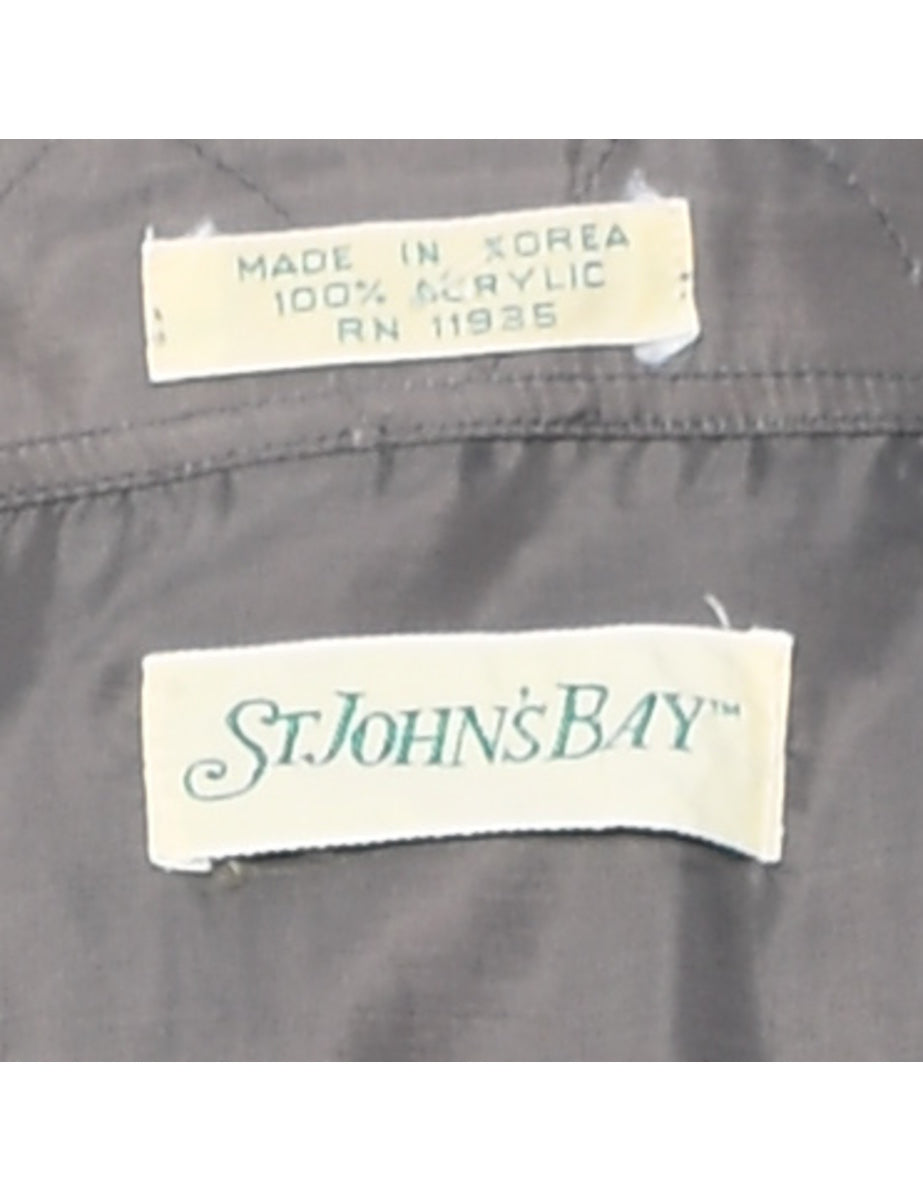 MADE IN KOREA
100% ACRYLIC
RN 11935
ST. JOHN'S BAY™